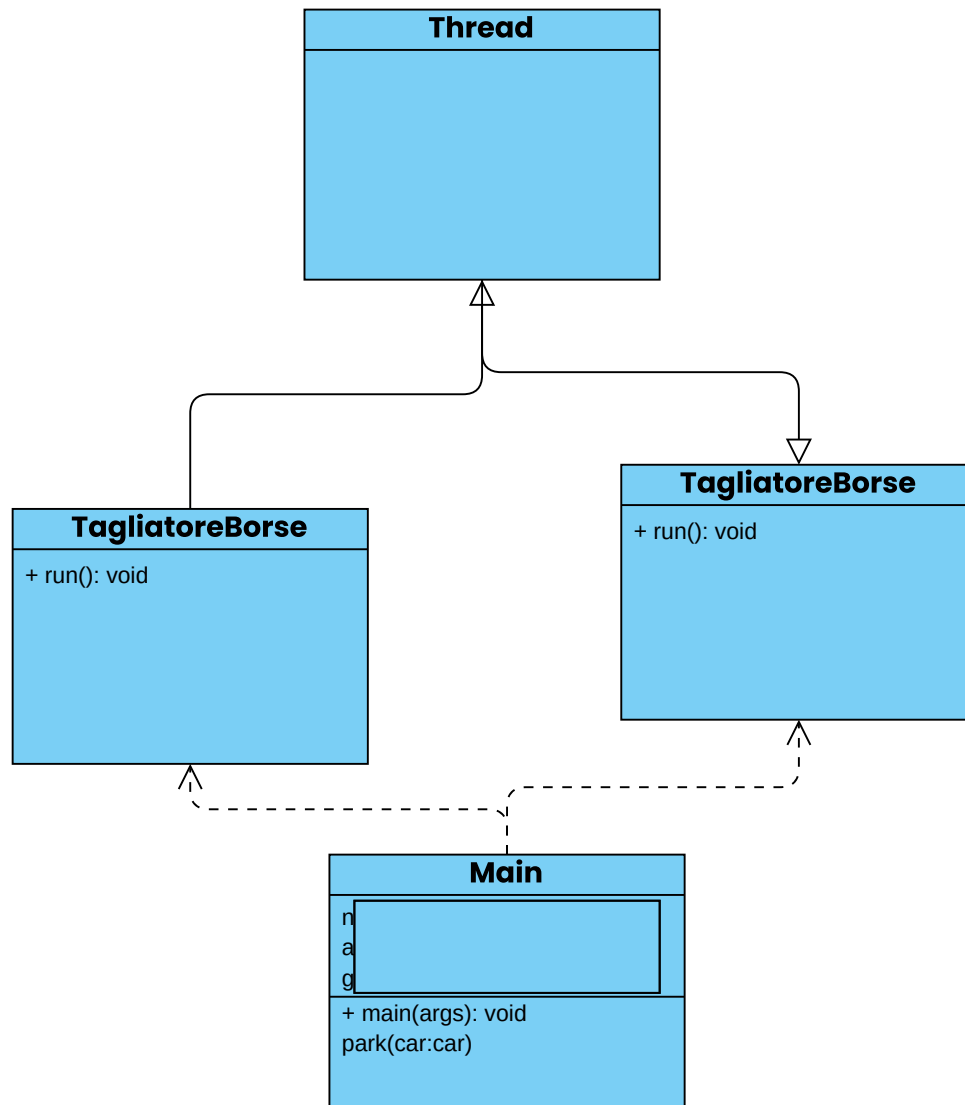 Thread
TagliatoreBorse
+ run(): void
TagliatoreBorse
+ run(): void
Main
n
a
g
+ main(args): void
park(car:car)